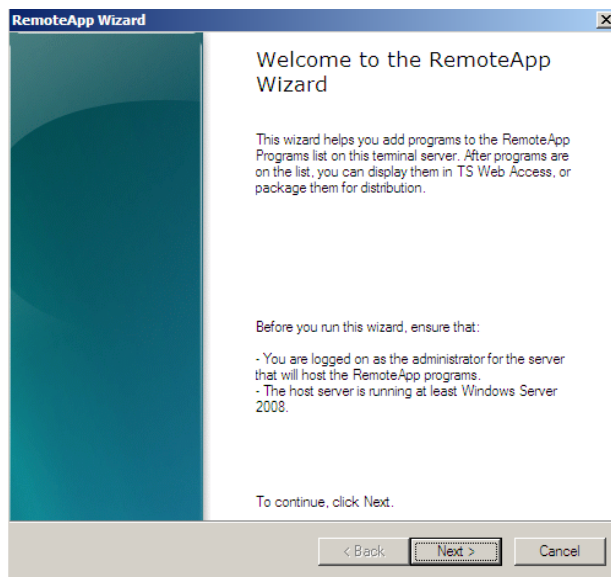 RemoteApp Wizard
Welcome to the RemoteApp
Wizard
This wizard helps you add programs to the RemoteApp
Programs list on this terminal server. After programs are
on the list, you can display them in TS Web Access, or
package them for distribution.
Before you run this wizard, ensure that:
- You are logged on as the administrator for the server
that will host the RemoteApp programs.
- The host server is running at least Windows Server
2008.
To continue, click Next.
< Back
Next >
Cancel